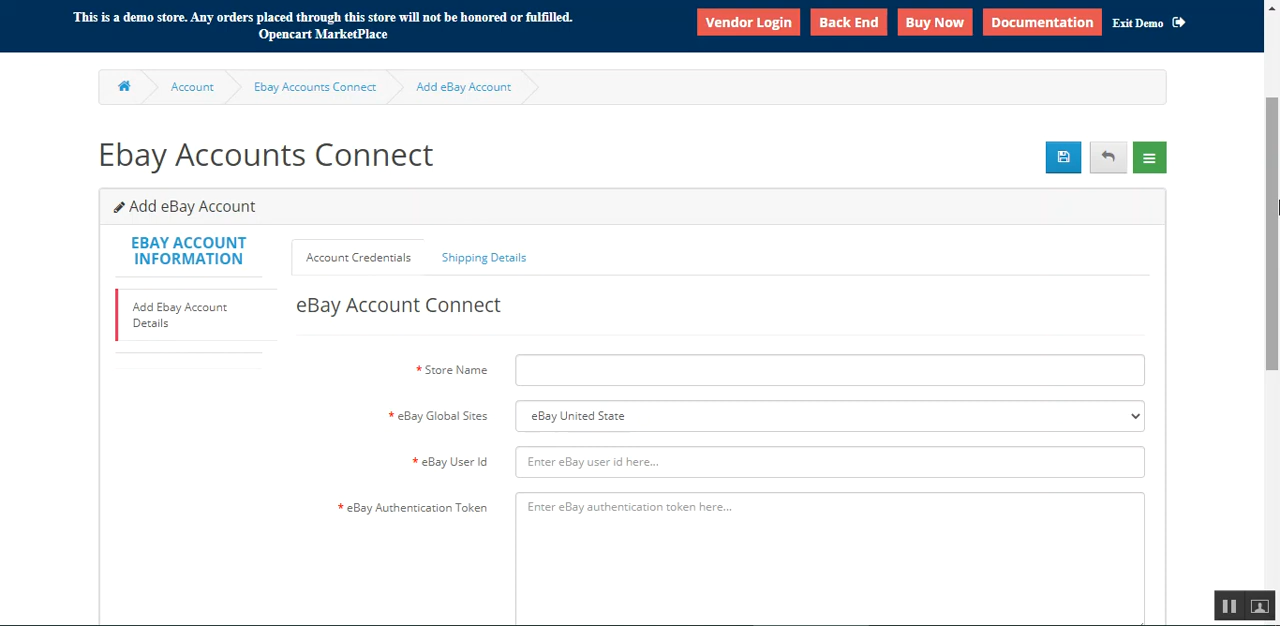 This is a demo store. Any orders placed through this store will not be honored or fulfilled.
Opencart MarketPlace
Vendor Login
Back End
Buy Now
Documentation
Exit Demo
Account
Ebay Accounts Connect
Add eBay Account
Ebay Accounts Connect
Add eBay Account
EBAY ACCOUNT
INFORMATION
Add Ebay Account
Details
Account Credentials
Shipping Details
eBay Account Connect
* Store Name
* eBay Global Sites
eBay United State
* eBay User Id
Enter eBay user id here...
* eBay Authentication Token
Enter eBay authentication token here...